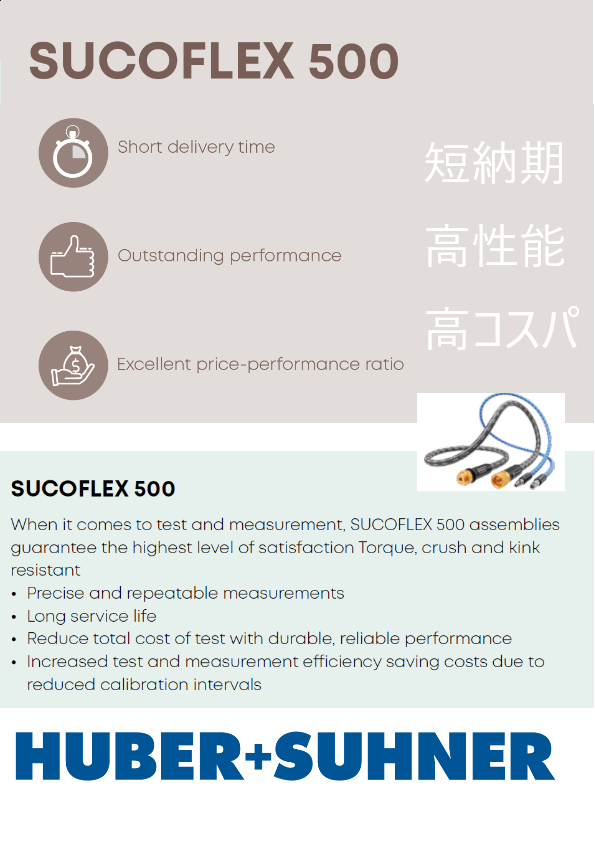 SUCOFLEX 500
Short delivery time
短納期
Outstanding performance
高性能
Excellent price-performance ratio
高コスパ
SUCOFLEX 500
When it comes to test and measurement, SUCOFLEX 500 assemblies
guarantee the highest level of satisfaction Torque, crush and kink
resistant
• Precise and repeatable measurements
• Long service life
• Reduce total cost of test with durable, reliable performance
• Increased test and measurement efficiency saving costs due to
reduced calibration intervals
HUBER+SUHNER